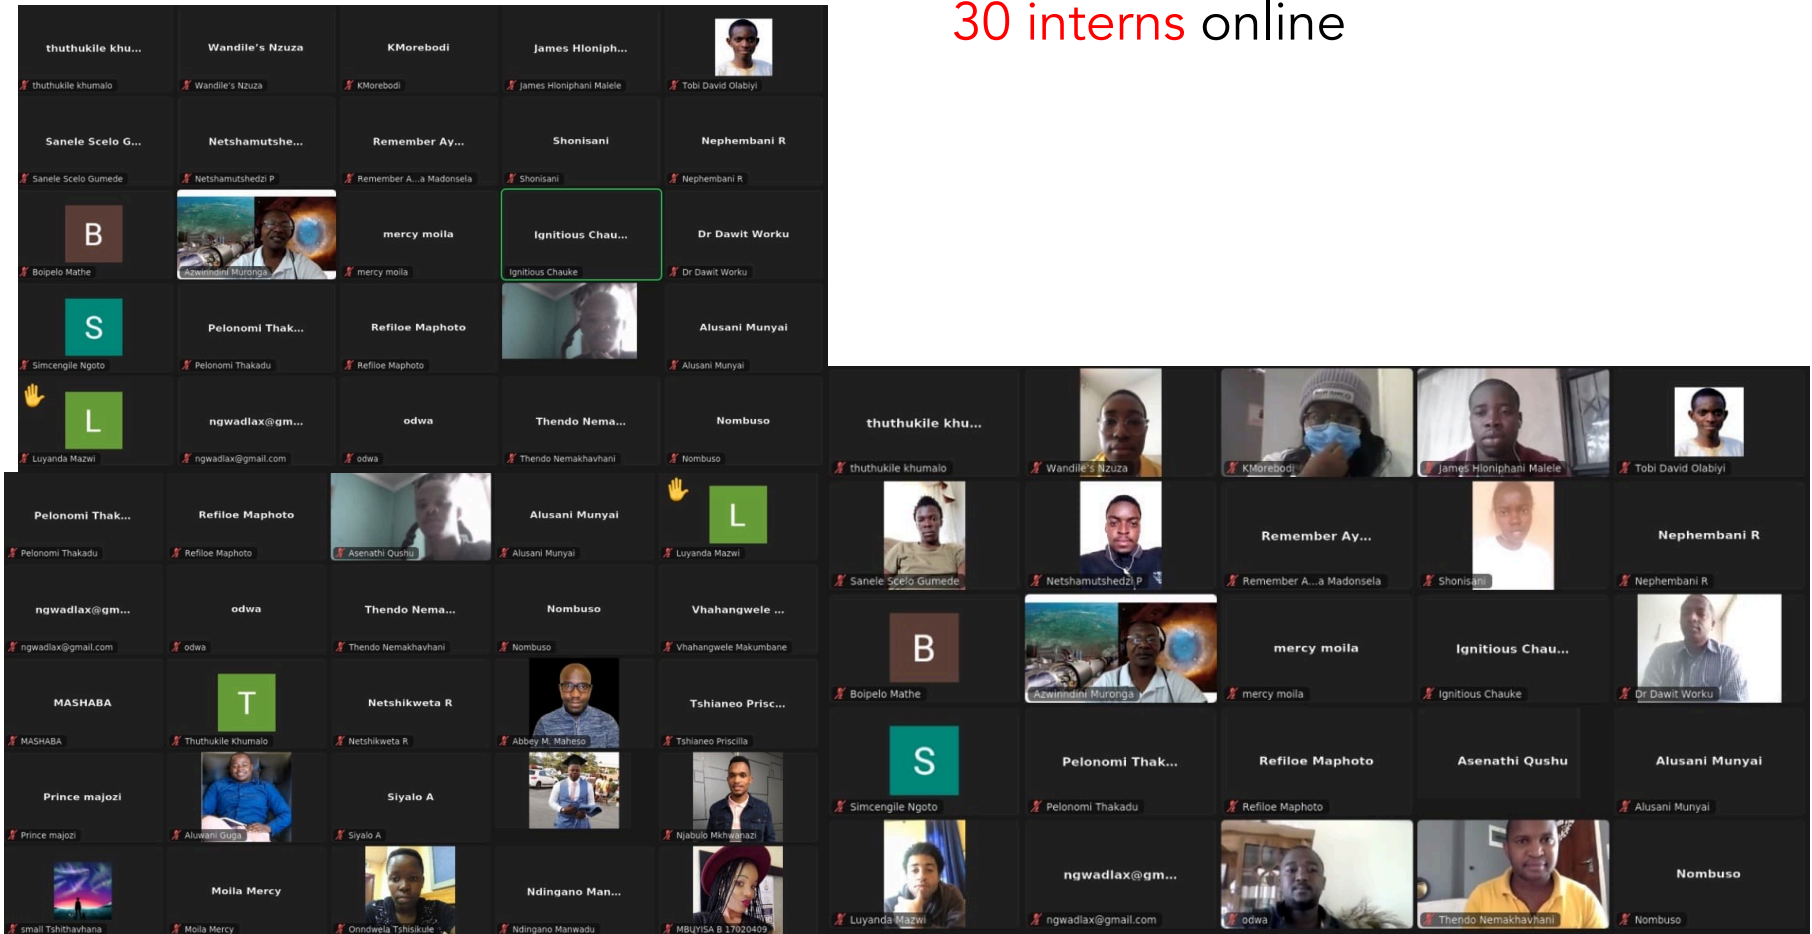 30 interns online
thuthukile khu...
thuthukile khumalo
Wandile's Nzuza
Wandile's Nzuza
KMorebodi
KMorebodi
James Hloniph...
James Hloniphani Malele
Tobi David Olabiyi
Sanele Scelo G...
Sanele Scelo Gumede
Netshamutshe...
Netshamutshedzi P
Remember Ay...
Remember A...a Madonsela
Shonisani
Shonisani
Nephembani R
Nephembani R
B
Boipelo Mathe
Azwinndini Muronga
mercy moila
mercy moila
Ignitious Chau...
Ignitious Chauke
Dr Dawit Worku
Dr Dawit Worku
S
Simcengile Ngoto
Pelonomi Thak...
Pelonomi Thakadu
Refiloe Maphoto
Refiloe Maphoto
Alusani Munyai
Alusani Munyai
L
Luyanda Mazwi
ngwadlax@gm...
ngwadlax@gmail.com
odwa
odwa
Thendo Nema...
Thendo Nemakhavhani
Nombuso
Nombuso
Pelonomi Thak...
Pelonomi Thakadu
Refiloe Maphoto
Refiloe Maphoto
Asenathi Qushu
Alusani Munyai
Alusani Munyai
L
Luyanda Mazwi
ngwadlax@gm...
ngwadlax@gmail.com
odwa
odwa
Thendo Nema...
Thendo Nemakhavhani
Nombuso
Nombuso
Vhahangwele ...
Vhahangwele Makumbane
MASHABA
MASHABA
T
Thuthukile Khumalo
Netshikweta R
Netshikweta R
Abbey M. Maheso
Tshianeo Prisc...
Tshianeo Priscilla
Prince majozi
Prince majozi
Aluwani Guga
Siyalo A
Siyalo A
Njabulo Mkhwanazi
small Tshithavhana
Moila Mercy
Moila Mercy
Onndwela Tshisikule
Ndingano Man...
Ndingano Manwadu
MBUYISA B 17020409
thuthukile khu...
thuthukile khumalo
Wandile's Nzuza
KMorebodi
James Hloniphani Malele
Tobi David Olabiyi
Sanele Scelo Gumede
Netshamutshedzi P
Remember Ay...
Remember A...a Madonsela
Shonisani
Nephembani R
Nephembani R
B
Boipelo Mathe
Azwinndini Muronga
mercy moila
mercy moila
Ignitious Chau...
Ignitious Chauke
Dr Dawit Worku
S
Simcengile Ngoto
Pelonomi Thak...
Pelonomi Thakadu
Refiloe Maphoto
Refiloe Maphoto
Asenathi Qushu
Alusani Munyai
Alusani Munyai
Luyanda Mazwi
ngwadlax@gm...
ngwadlax@gmail.com
odwa
Thendo Nemakhavhani
Nombuso
Nombuso